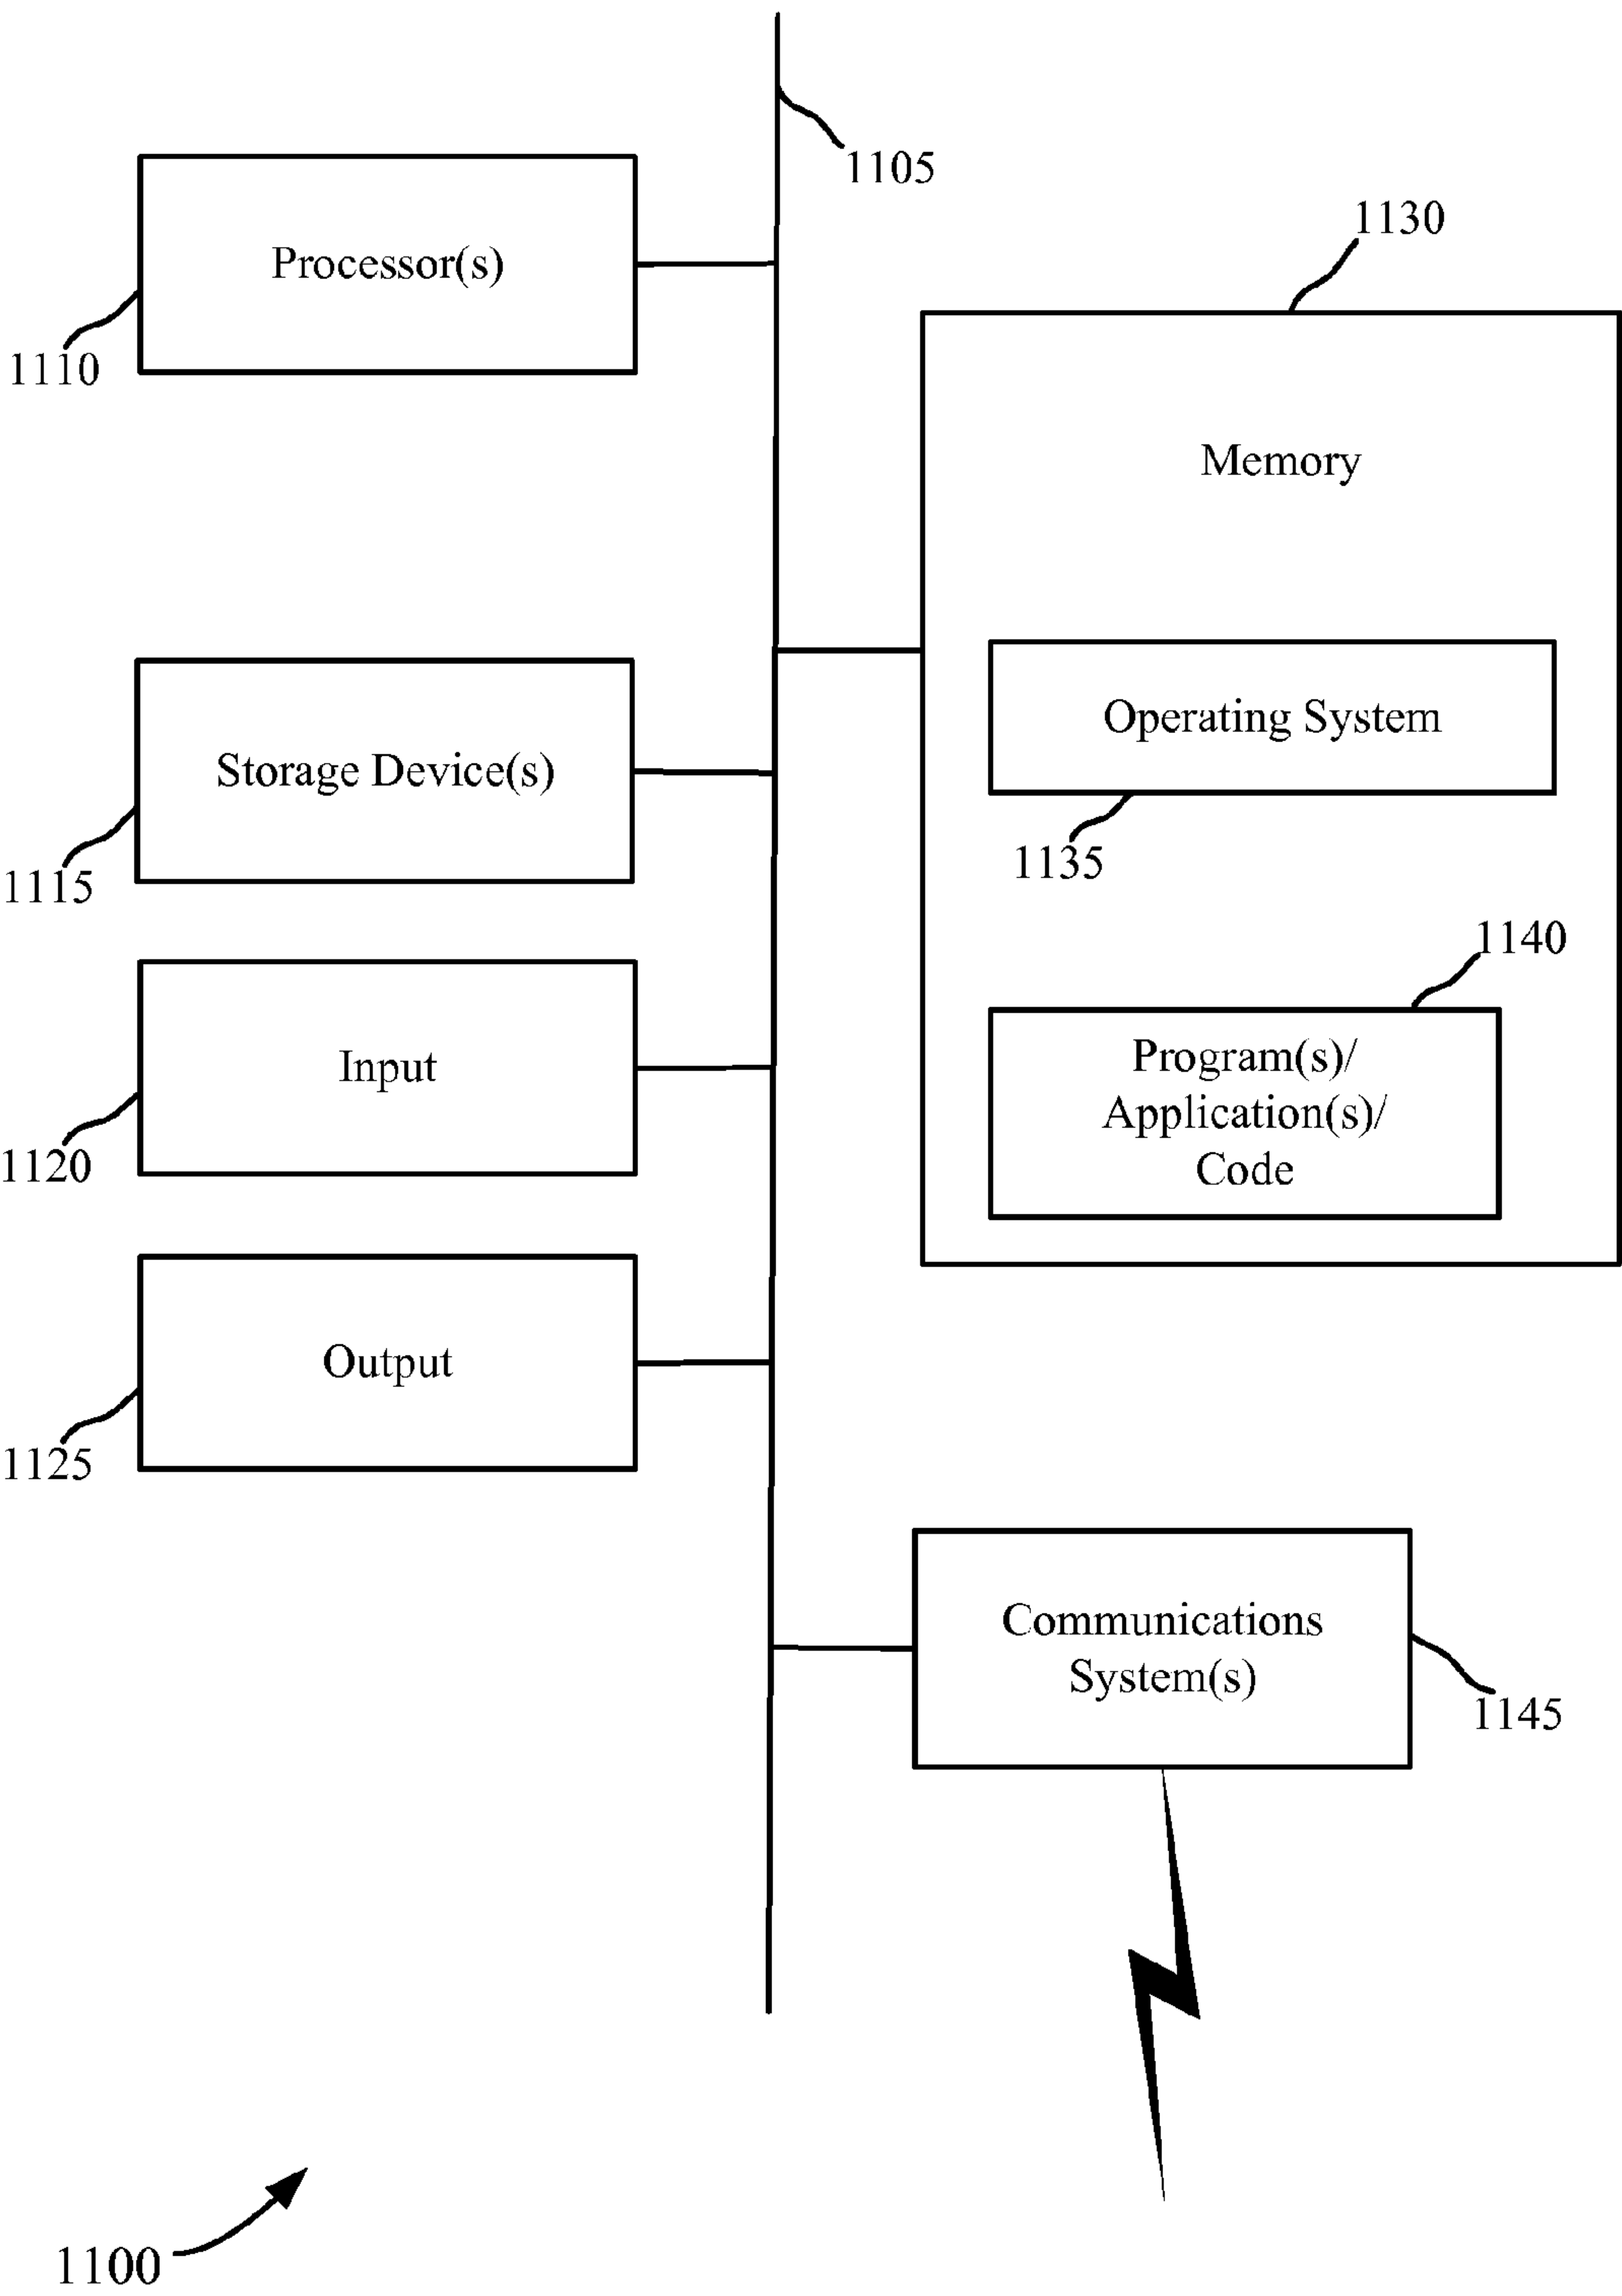 1105
Processor(s)
1110
1130
Memory
Operating System
1135
Storage Device(s)
1115
1140
Program(s)/
Application(s)/
Code
Input
1120
Output
1125
Communications
System(s)
1145
1100